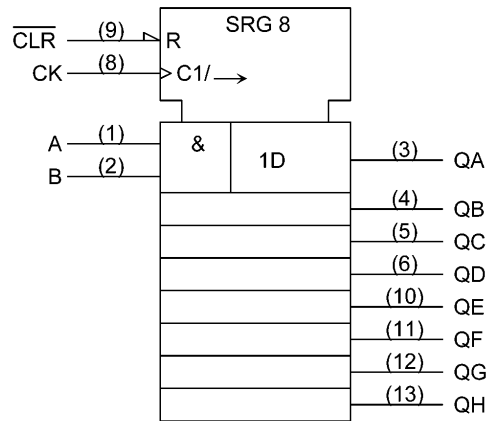 SRG 8
C̅L̅R̅ (9) R
CK (8) C1/ →
A (1) & 1D (3) QA
B (2)
(4) QB
(5) QC
(6) QD
(10) QE
(11) QF
(12) QG
(13) QH